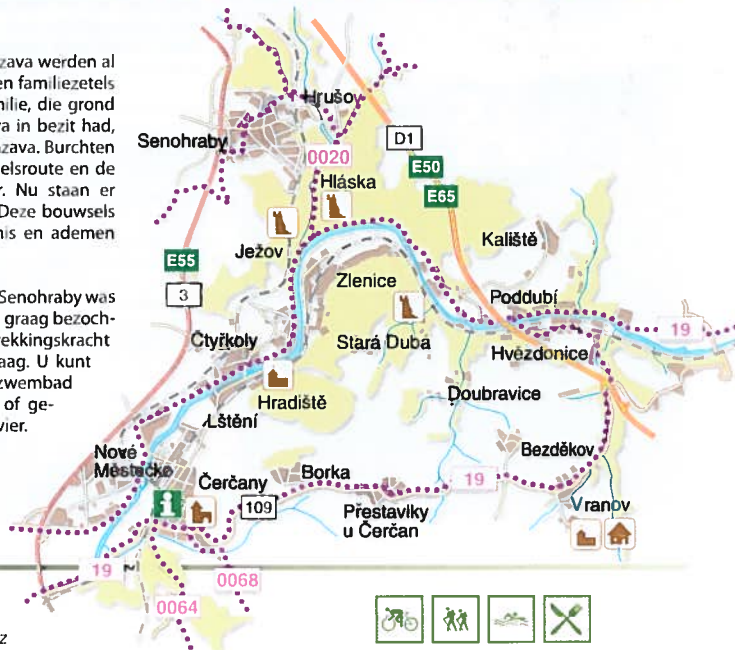 zava werden al
en familiezetels
nilie, die grond
va in bezit had,
zava. Burchten
elsroute en de
r. Nu staan er
Deze bouwsels
nis en ademen
Senohraby was
graag bezoch-
rekkingskracht
aag. U kunt
zwembad
of ge-
vier.
Hrušov
Senohraby
D1
0020
E50
Hláska
E65
Kaliště
Ježov
E55
Zlenice
3
Poddubí
19
Čtyřkoly
Stará Duba
Hvězdonice
Hradiště
Doubravice
Lštění
Nové
Městečko
Bezděkov
Čerčany
Borka
19
109
Přestavlky
u Čerčan
Vranov
i
19
0068
0064
z